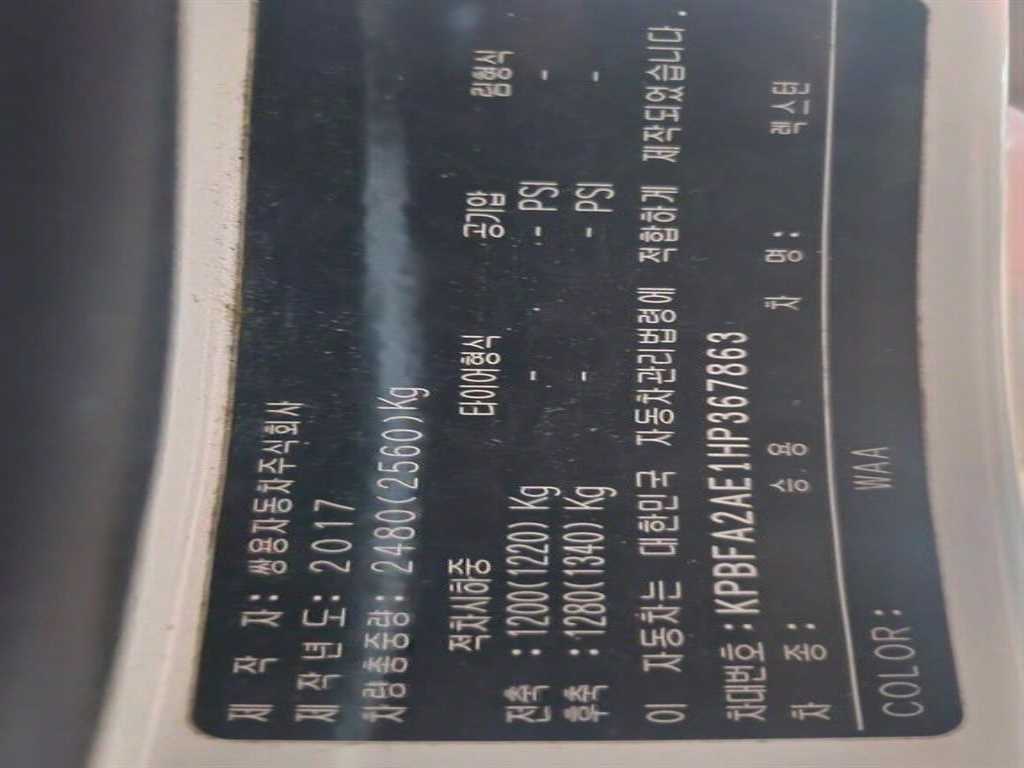 제 작 자: 쌍용자동차주식회사
제 작 년 도: 2017
차량총중량: 2480(2560)Kg
적차시하중 타이어형식 공기압 림형식
전축 : 1200(1220)Kg - - PSI -
후축 : 1280(1340)Kg - - PSI -
이 자동차는 대한민국 자동차관리법령에 적합하게 제작되었습니다.
차대번호:KPBFA2AE1HP367863
차 종: 승용 차 명: 렉스턴
COLOR: WAA